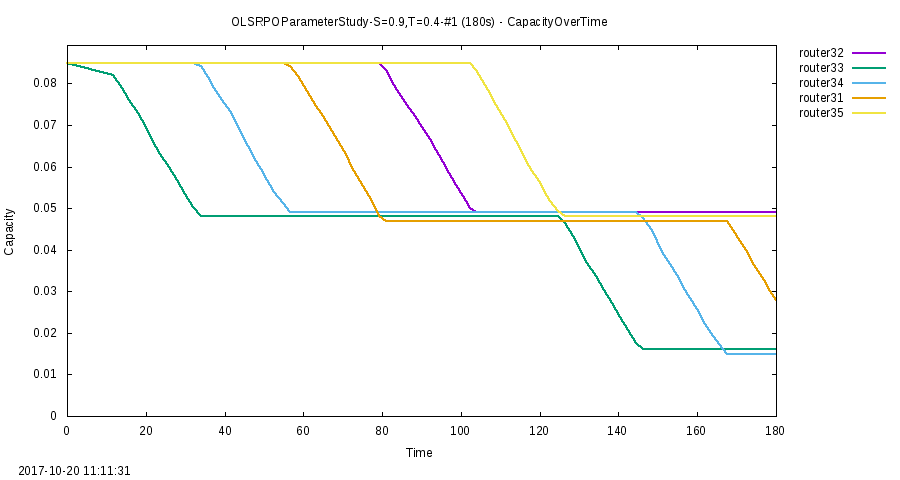 OLSRPOParameterStudy-S=0.9,T=0.4-#1 (180s) - CapacityOverTime
router32
router33
router34
router31
router35
0.08
0.07
0.06
0.05
0.04
0.03
0.02
0.01
0
Capacity
0 20 40 60 80 100 120 140 160 180
Time
2017-10-20 11:11:31